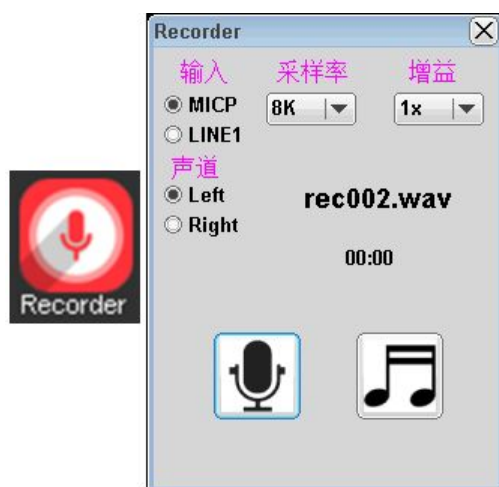 Recorder
Recorder
输入 采样率 增益
MICP 8K 1x
LINE1
声道
Left
rec002.wav
Right
00:00